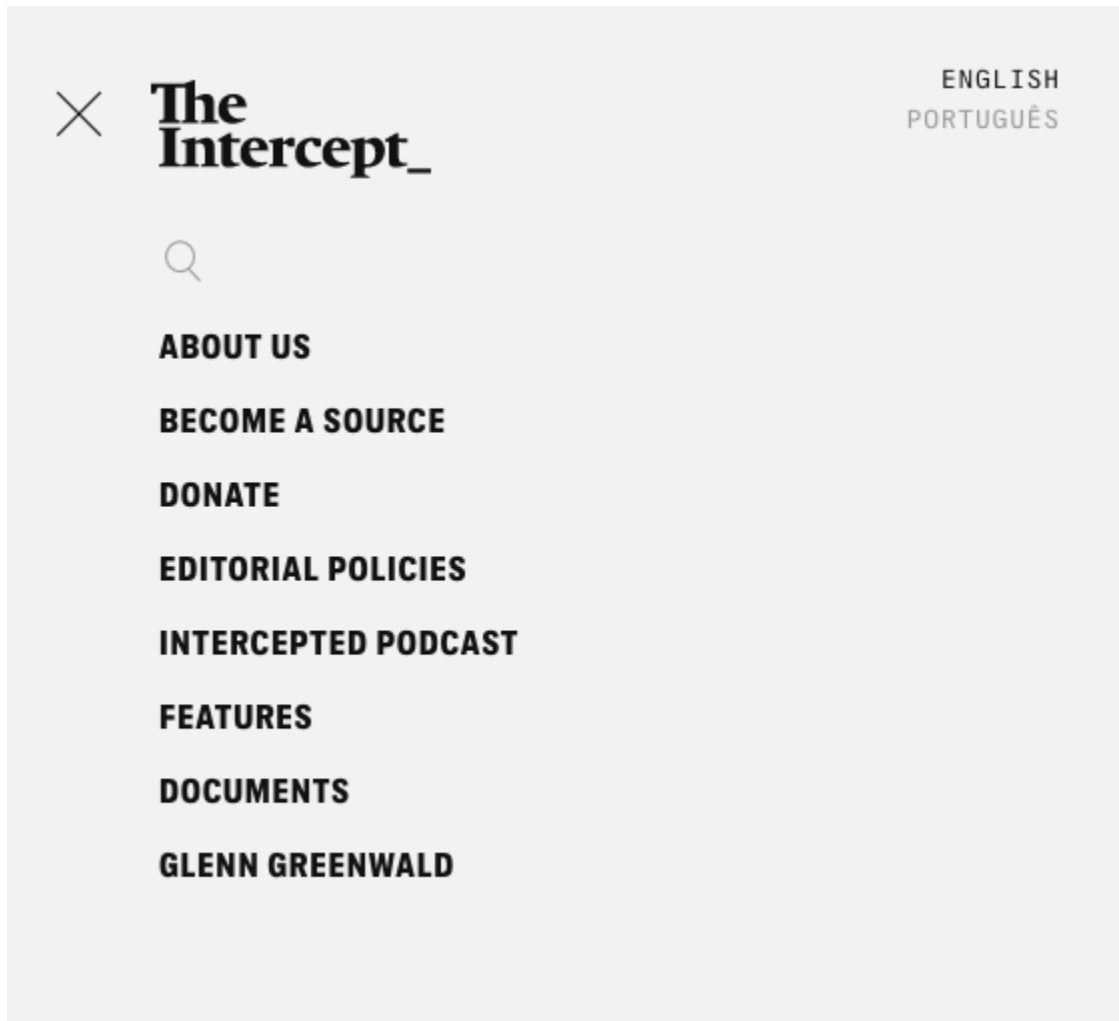 The
Intercept_
ENGLISH
PORTUGUÊS
ABOUT US
BECOME A SOURCE
DONATE
EDITORIAL POLICIES
INTERCEPTED PODCAST
FEATURES
DOCUMENTS
GLENN GREENWALD